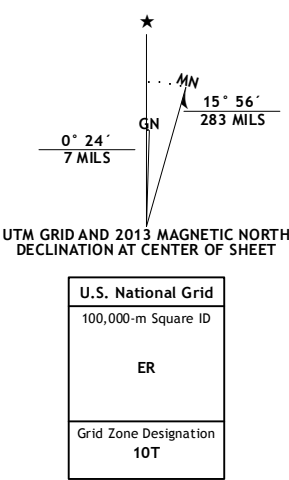 MN
15° 56´
283 MILS
GN
0° 24´
7 MILS
UTM GRID AND 2013 MAGNETIC NORTH
DECLINATION AT CENTER OF SHEET
U.S. National Grid
100,000-m Square ID
ER
Grid Zone Designation
10T